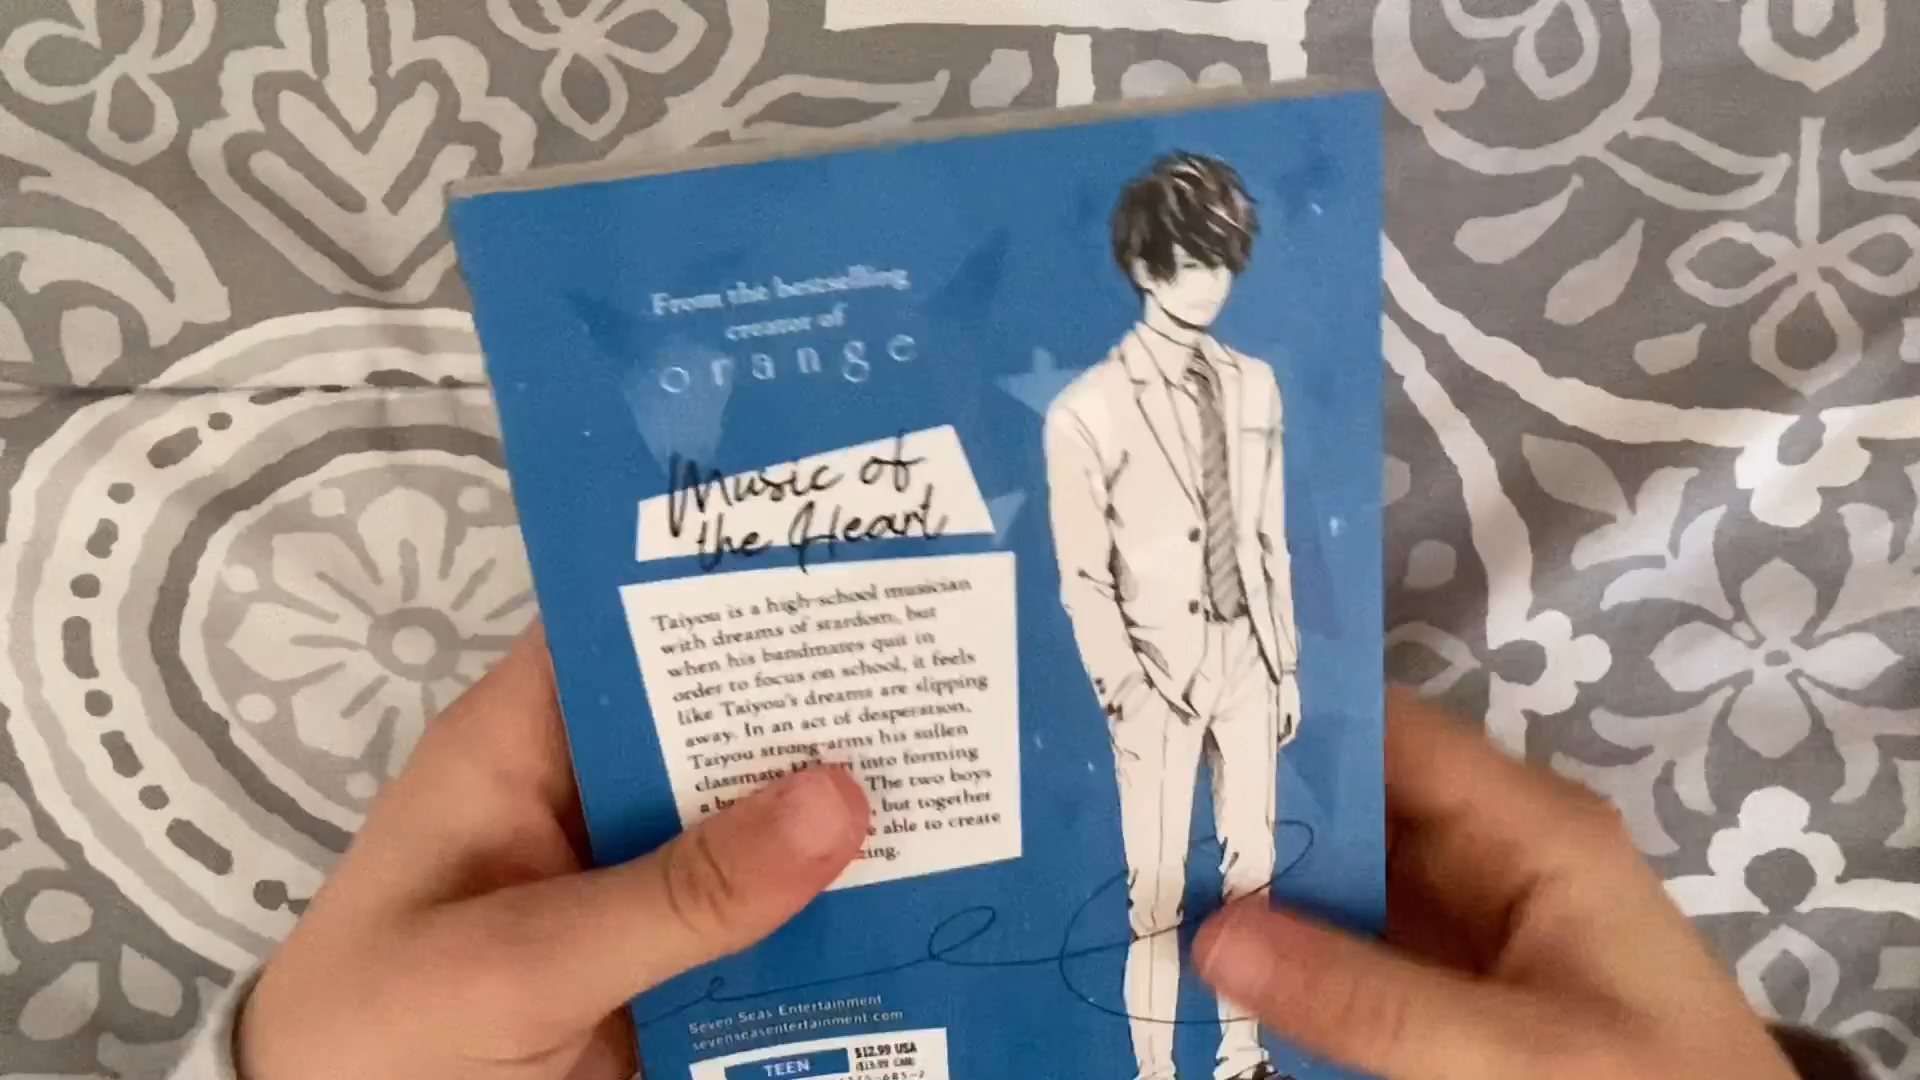 From the bestselling
creator of
orange
Music of
the Heart
Taiyou is a high-school musician
with dreams of stardom, but
when his bandmates quit in
order to focus on school, it feels
like Taiyou's dreams are slipping
away. In an act of desperation,
Taiyou strong-arms his sullen
classmate into forming
a The two boys
, but together
able to create
Seven Seas Entertainment
sevenseasentertainment.com
TEEN
$12.99 USA